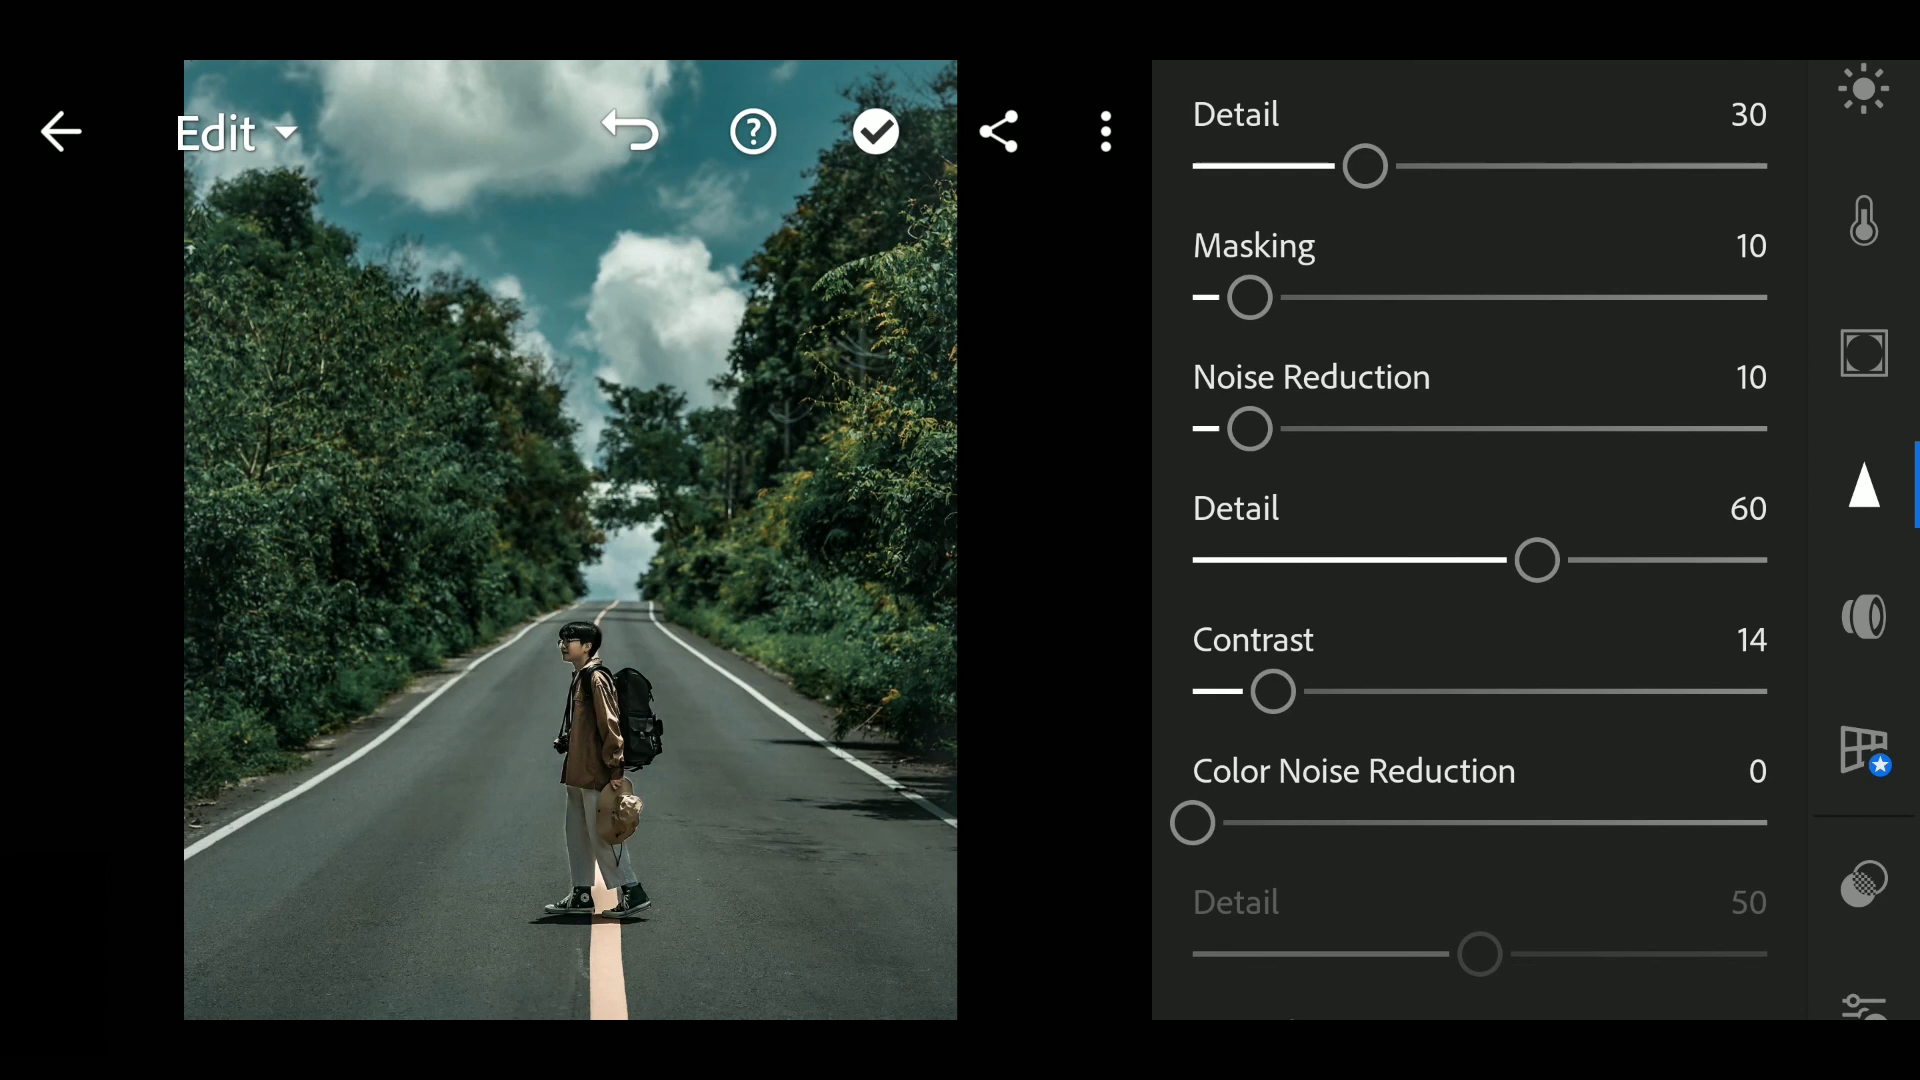 Edit
Detail 30
Masking 10
Noise Reduction 10
Detail 60
Contrast 14
Color Noise Reduction 0
Detail 50